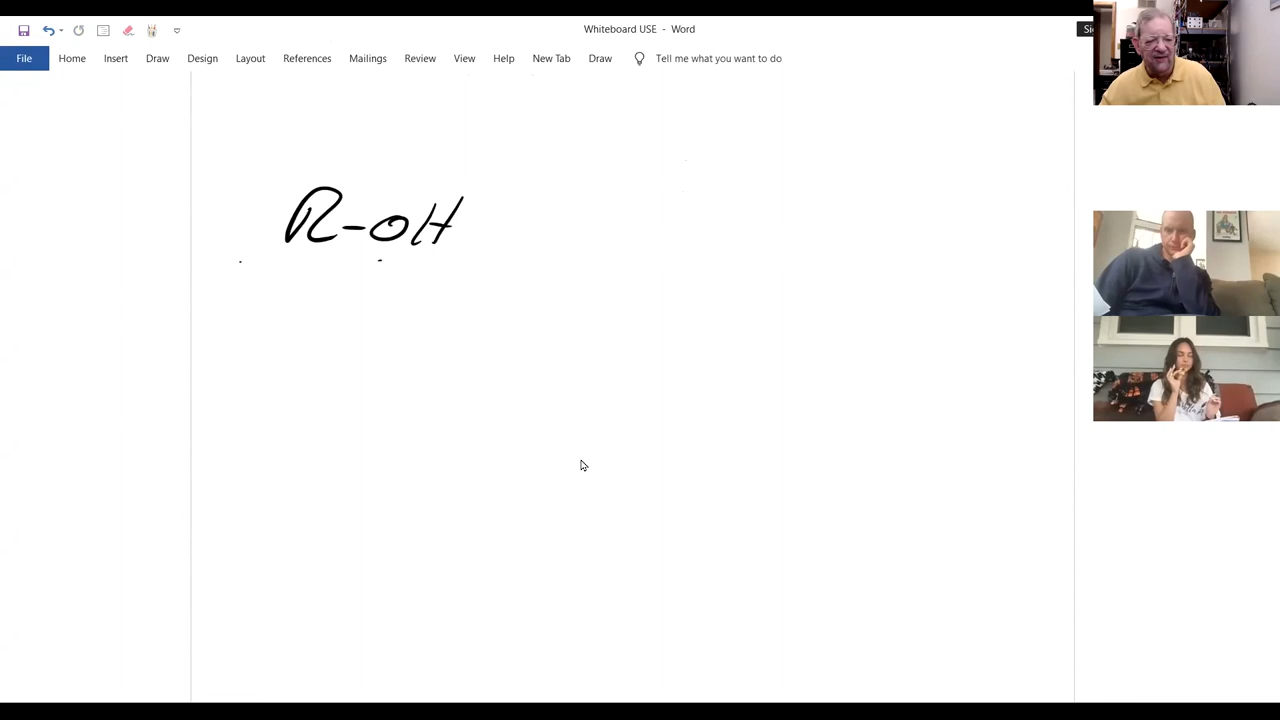 Whiteboard USE - Word
File Home Insert Draw Design Layout References Mailings Review View Help New Tab Draw Tell me what you want to do
R-OH